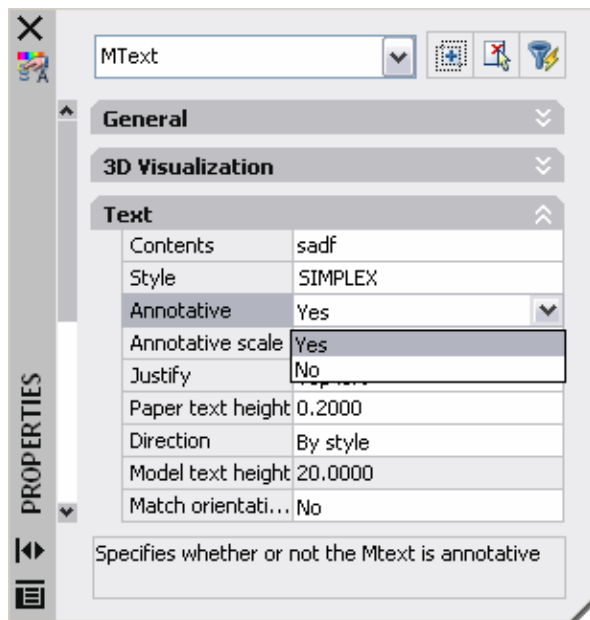 MText
General
3D Visualization
Text
Contents sadf
Style SIMPLEX
Annotative Yes
Annotative scale Yes
Justify No
Paper text height 0.2000
Direction By style
Model text height 20.0000
Match orientati... No
Specifies whether or not the Mtext is annotative
PROPERTIES